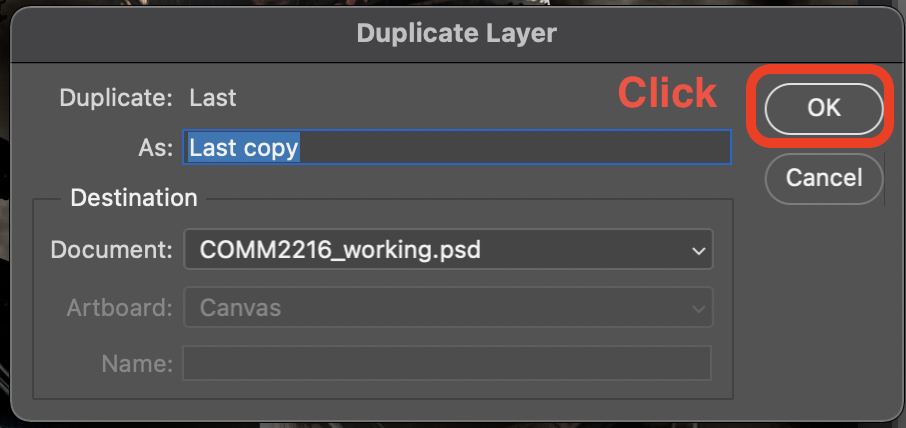 Duplicate Layer
Duplicate: Last
Click
OK
As: Last copy
Cancel
Destination
Document: COMM2216_working.psd
Artboard: Canvas
Name: